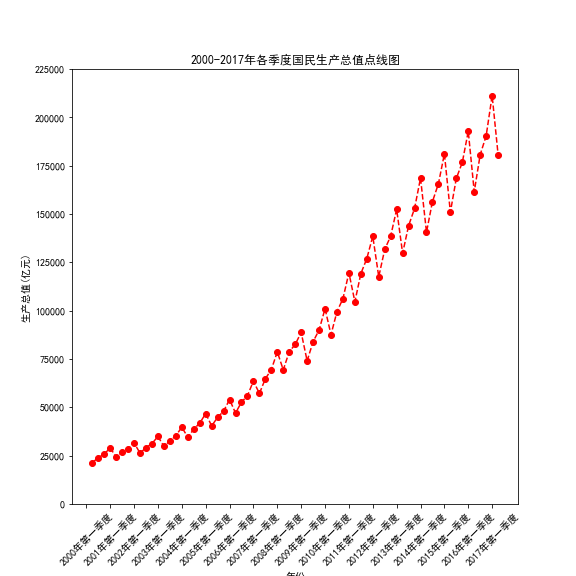 2000-2017年各季度国民生产总值点线图
生产总值(亿元)
225000
200000
175000
150000
125000
100000
75000
50000
25000
0
2000年第一季度
2001年第一季度
2002年第一季度
2003年第一季度
2004年第一季度
2005年第一季度
2006年第一季度
2007年第一季度
2008年第一季度
2009年第一季度
2010年第一季度
2011年第一季度
2012年第一季度
2013年第一季度
2014年第一季度
2015年第一季度
2016年第一季度
2017年第一季度
年份